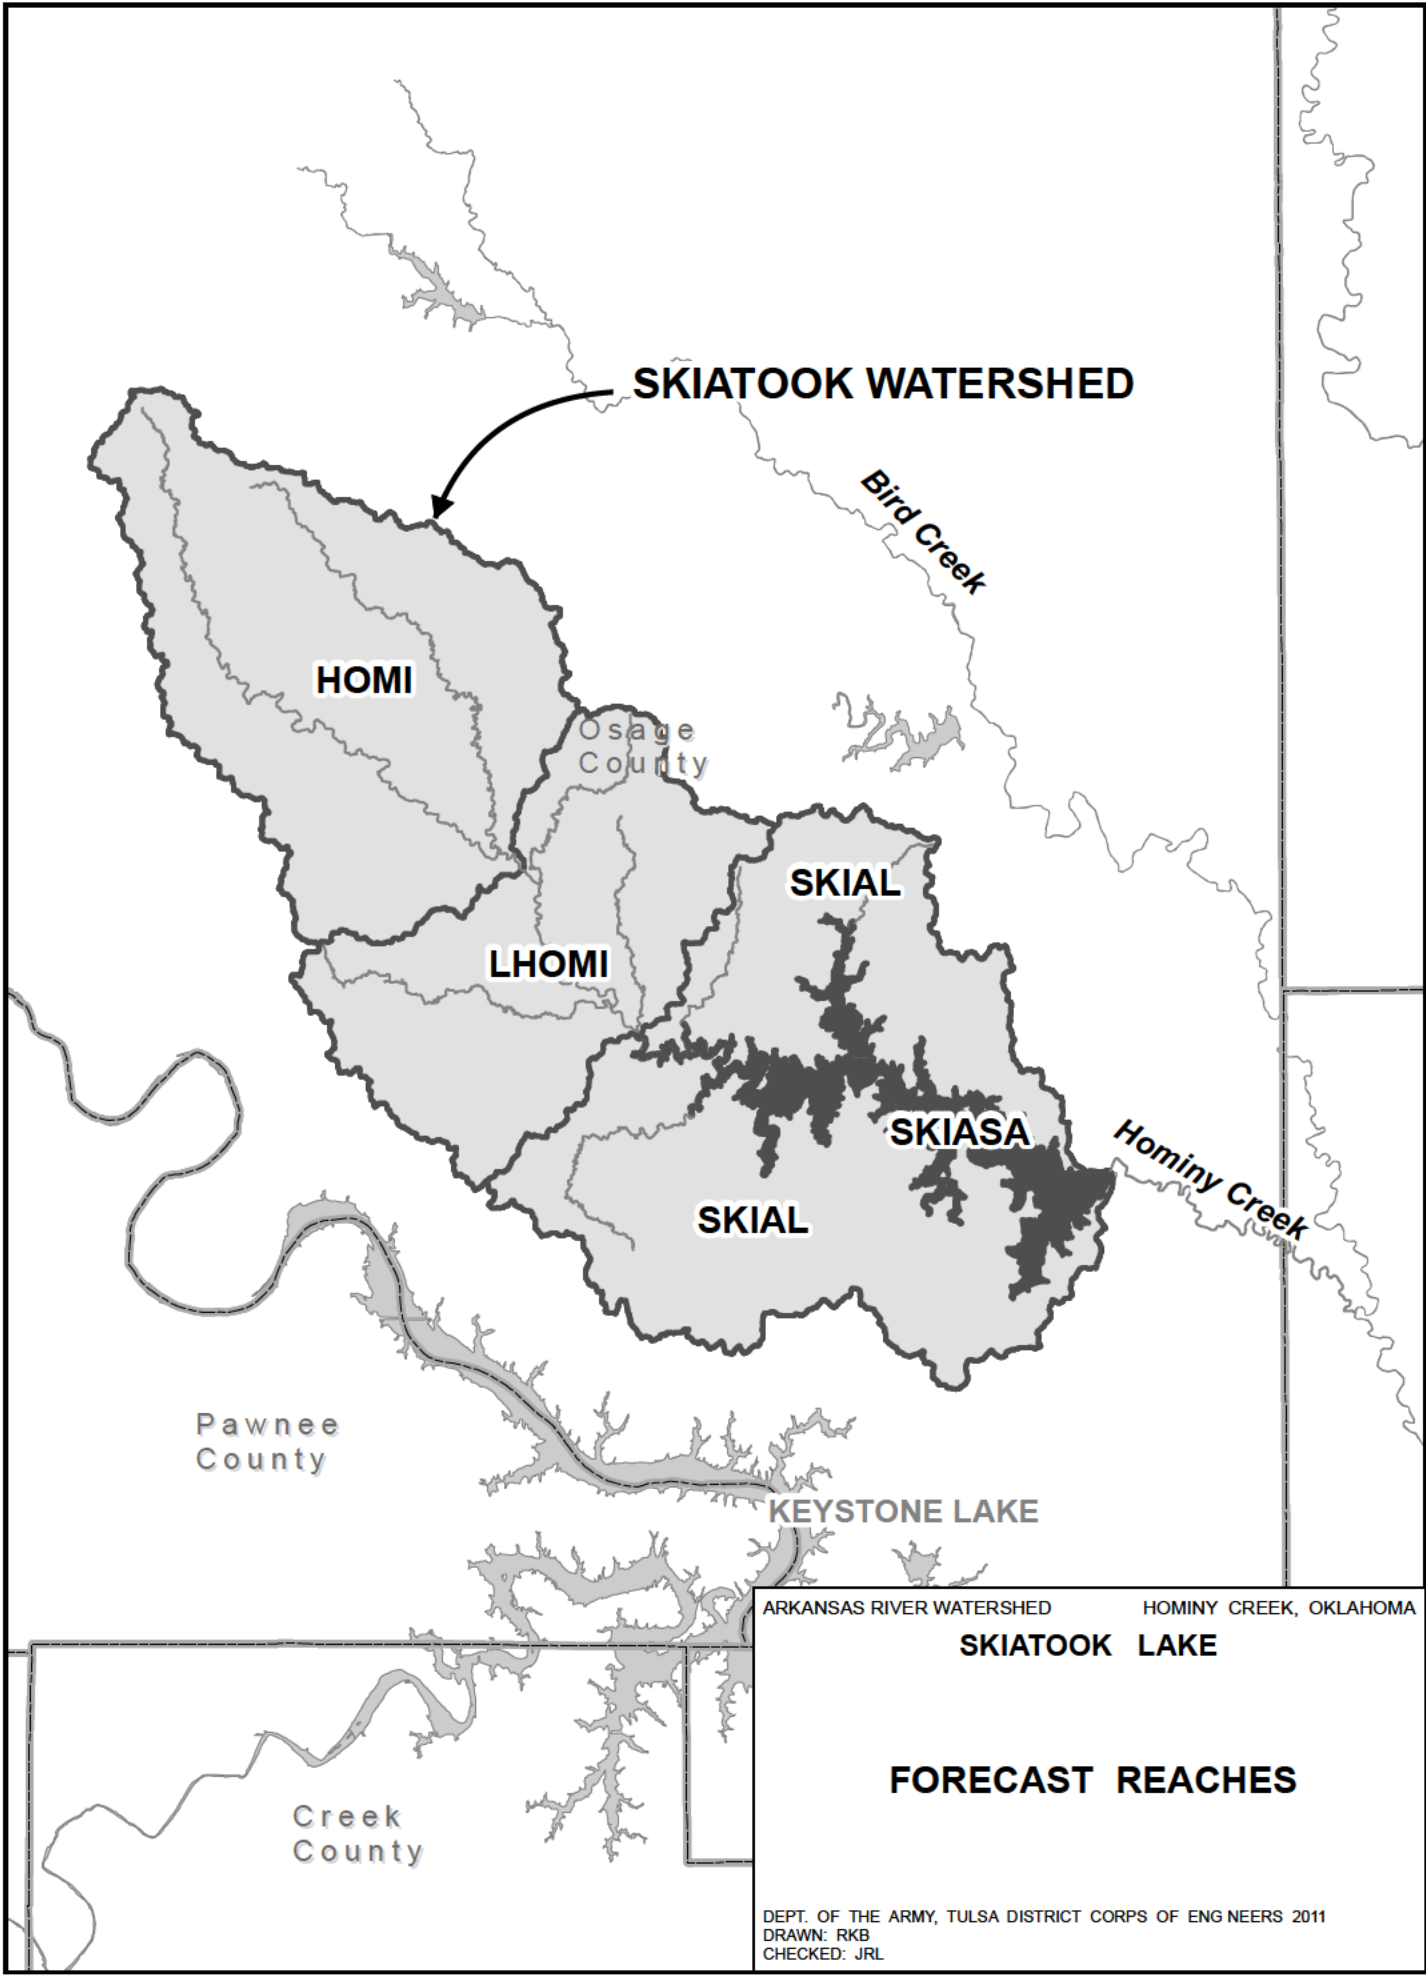 SKIATOOK WATERSHED
Bird Creek
HOMI
Osage
County
SKIAL
LHOMI
SKIASA
Hominy Creek
SKIAL
Pawnee
County
KEYSTONE LAKE
ARKANSAS RIVER WATERSHED HOMINY CREEK, OKLAHOMA
SKIATOOK LAKE
FORECAST REACHES
Creek
County
DEPT. OF THE ARMY, TULSA DISTRICT CORPS OF ENG NEERS 2011
DRAWN: RKB
CHECKED: JRL